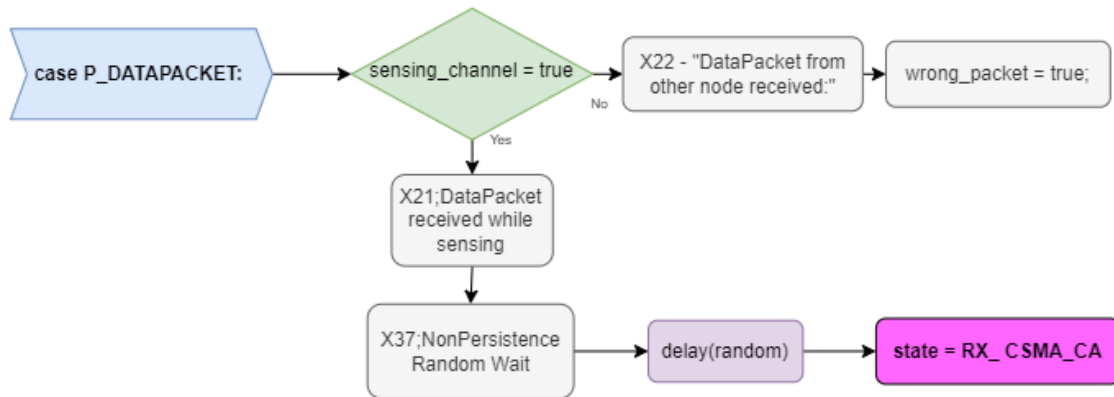 case P_DATAPACKET:
sensing_channel = true
No
Yes
X22 - "DataPacket from
other node received:"
wrong_packet = true;
X21;DataPacket
received while
sensing
X37;NonPersistence
Random Wait
delay(random)
state = RX_ CSMA_CA